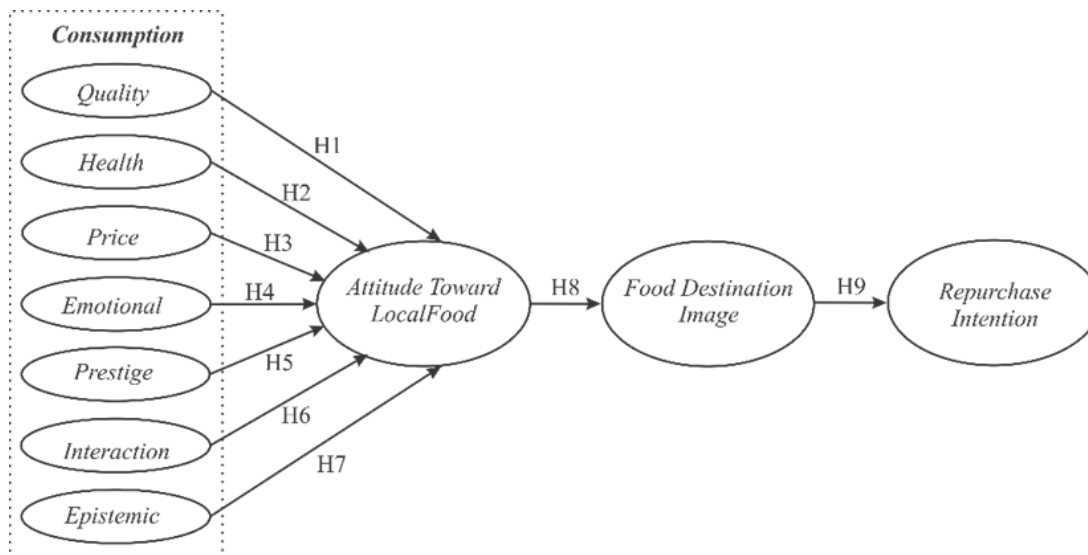 Consumption
Quality
Health
Price
Emotional
Prestige
Interaction
Epistemic
H1
H2
H3
H4
H5
H6
H7
Attitude Toward
LocalFood
H8
Food Destination
Image
H9
Repurchase
Intention